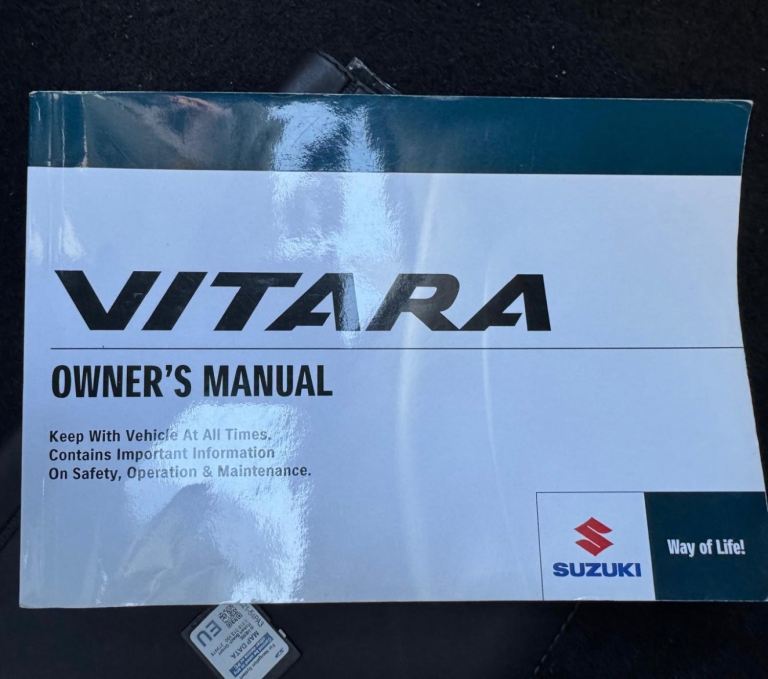 VITARA
OWNER'S MANUAL
Keep With Vehicle At All Times.
Contains Important Information
On Safety, Operation & Maintenance.
SUZUKI
Way of Life!
EU
MAP DATA